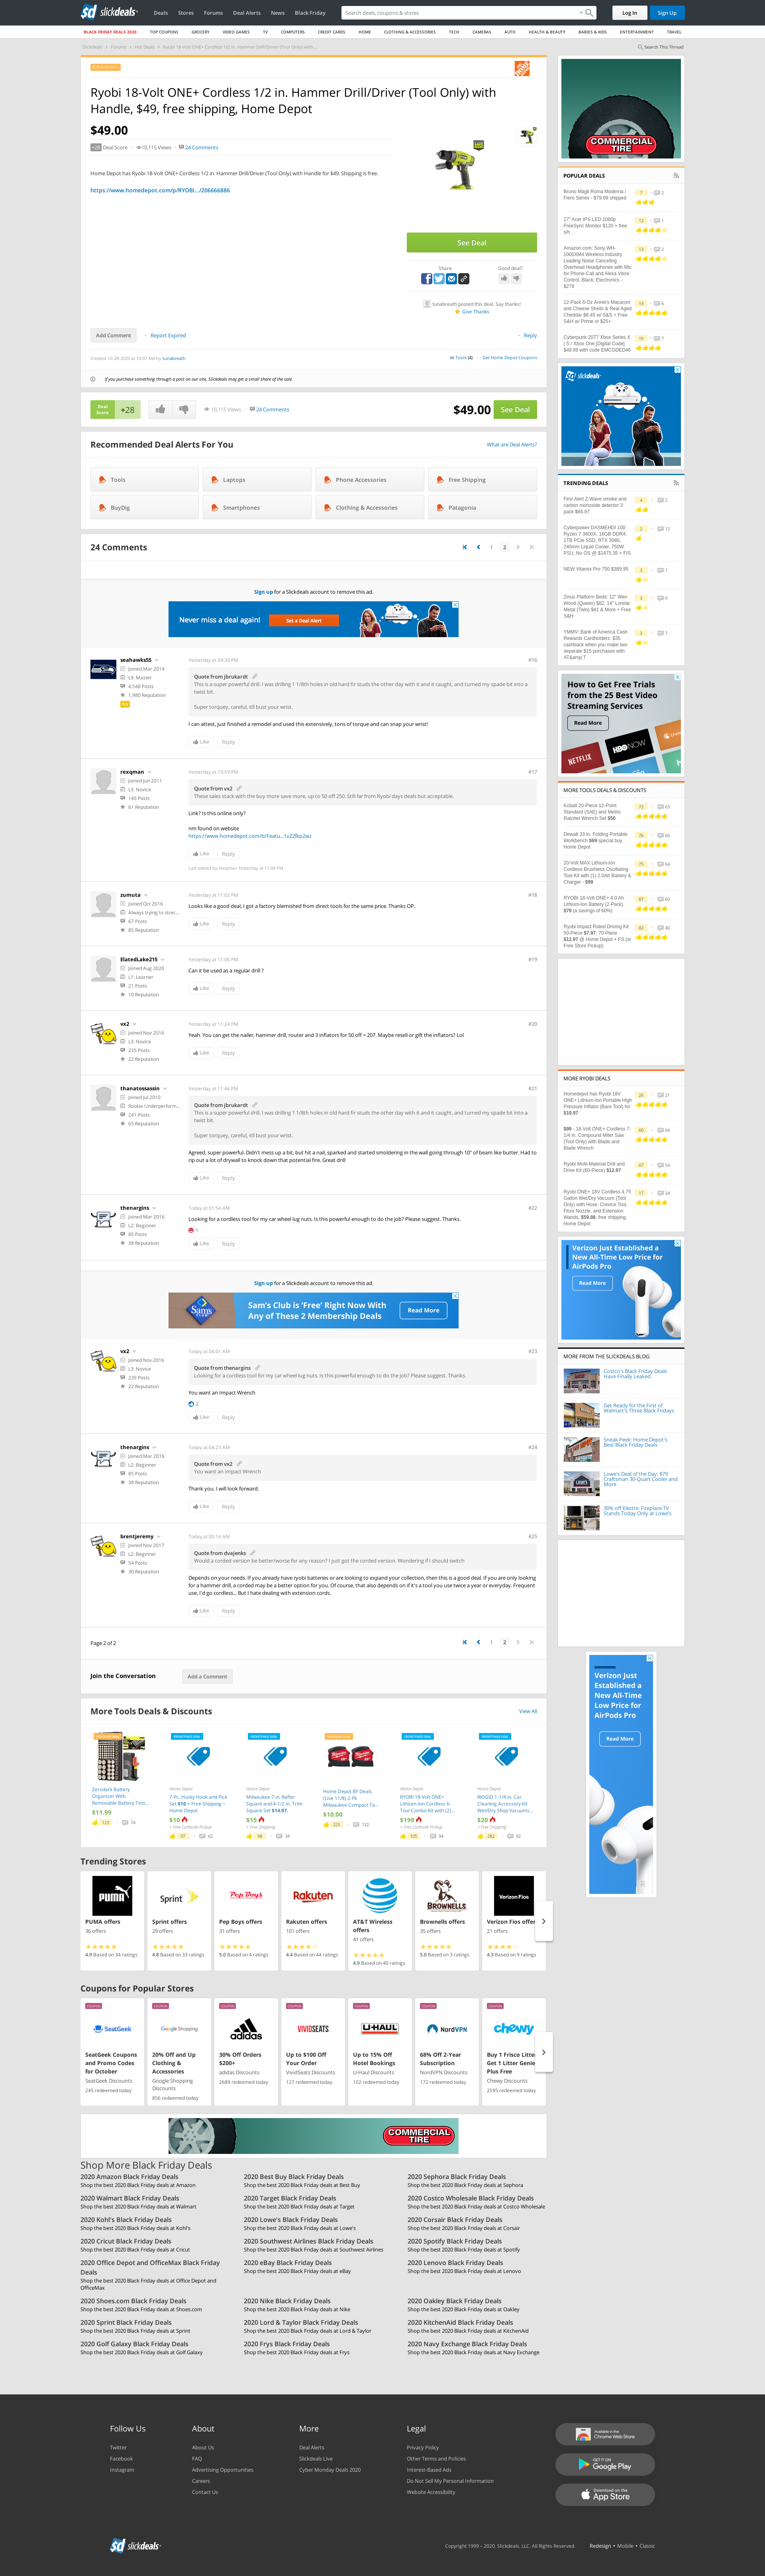 slickdeals
Deals Stores Forums Deal Alerts News Black Friday
Search deals, coupons & stores
Log In Sign Up
BLACK FRIDAY DEALS 2020 TOP COUPONS GROCERY VIDEO GAMES TV COMPUTERS CREDIT CARDS HOME CLOTHING & ACCESSORIES TECH CAMERAS AUTO HEALTH & BEAUTY BABIES & KIDS ENTERTAINMENT TRAVEL
Slickdeals Forums Hot Deals Ryobi 18-Volt ONE+ Cordless 1/2 in. Hammer Drill/Driver (Tool Only) with ...
Search This Thread
Ryobi 18-Volt ONE+ Cordless 1/2 in. Hammer Drill/Driver (Tool Only) with
Handle, $49, free shipping, Home Depot
$49.00
+28 Deal Score 10,115 Views 24 Comments
Home Depot has Ryobi 18-Volt ONE+ Cordless 1/2 in. Hammer Drill/Driver (Tool Only) with Handle for $49. Shipping is free.
https://www.homedepot.com/p/RYOBI.../206666886
See Deal
Share Good deal?
tunabreath posted this deal. Say thanks!
Give Thanks
Add Comment Report Expired Reply
Created 10-28-2020 at 10:07 AM by tunabreath
in Tools (4) Get Home Depot Coupons
If you purchase something through a post on our site, Slickdeals may get a small share of the sale.
Deal Score +28 10,115 Views 24 Comments $49.00 See Deal
Recommended Deal Alerts For You What are Deal Alerts?
Tools Laptops Phone Accessories Free Shipping
BuyDig Smartphones Clothing & Accessories Patagonia
24 Comments 1 2
Sign up for a Slickdeals account to remove this ad.
Never miss a deal again! Set a Deal Alert
seahawks55 Yesterday at 09:30 PM #16
Joined Mar 2014
L9: Master
4,548 Posts
1,980 Reputation
Pro
Quote from jbrukardt
This is a super powerful drill. I was drilling 1 1/8th holes in old hard fir studs the other day with it and it caught, and turned my stupid bite into a
twist bit.
Super torquey, careful, itll bust your wrist.
I can attest, just finished a remodel and used this extensively, tons of torque and can snap your wrist!
Like Reply
rexqman Yesterday at 10:59 PM #17
Joined Jun 2011
L3: Novice
145 Posts
61 Reputation
Quote from vx2
These sales stack with the buy more save more, up to 50 off 250. Still far from Ryobi days deals but acceptable.
Link? Is this online only?
nm found on website
https://www.homedepot.com/b/Featu...1vZ2fkp2wz
Like Reply
zumuta Yesterday at 11:02 PM #18
Joined Oct 2016
Always trying to strec...
67 Posts
85 Reputation
Looks like a good deal, I got a factory blemished from direct tools for the same price. Thanks OP.
Like Reply
ElatedLake215 Yesterday at 11:06 PM #19
Joined Aug 2020
L1: Learner
21 Posts
10 Reputation
Can it be used as a regular drill ?
Like Reply
vx2 Yesterday at 11:24 PM #20
Joined Nov 2016
L3: Novice
235 Posts
22 Reputation
Yeah. You can get the nailer, hammer drill, router and 3 inflators for 50 off = 207. Maybe resell or gift the inflators? Lol
Like Reply
thanatossassin Yesterday at 11:46 PM #21
Joined Jul 2010
Rookie Underperform...
241 Posts
65 Reputation
Quote from jbrukardt
This is a super powerful drill. I was drilling 1 1/8th holes in old hard fir studs the other day with it and it caught, and turned my stupid bite into a
twist bit.
Super torquey, careful, itll bust your wrist.
Agreed, super powerful. Didn't mess up a bit, but hit a nail, sparked and started smoldering in the wall going through 10" of beam like butter. Had to
rip out a lot of drywall to knock down that potential fire. Great drill!
Like Reply
thenargins Today at 01:54 AM #22
Joined Mar 2016
L2: Beginner
85 Posts
38 Reputation
Looking for a cordless tool for my car wheel lug nuts. Is this powerful enough to do the job? Please suggest. Thanks.
1
Like Reply
Sign up for a Slickdeals account to remove this ad.
Sam's Club is 'Free' Right Now With
Any of These 2 Membership Deals
Read More
vx2 Today at 04:01 AM #23
Joined Nov 2016
L3: Novice
235 Posts
22 Reputation
Quote from thenargins
Looking for a cordless tool for my car wheel lug nuts. Is this powerful enough to do the job? Please suggest. Thanks.
You want an Impact Wrench
2
Like Reply
thenargins Today at 04:23 AM #24
Joined Mar 2016
L2: Beginner
85 Posts
38 Reputation
Quote from vx2
You want an Impact Wrench
Thank you. I will look forward.
Like Reply
brentjeremy Today at 05:16 AM #25
Joined Nov 2017
L2: Beginner
54 Posts
30 Reputation
Quote from dvajenks
Would a corded version be better/worse for any reason? I just got the corded version. Wondering if I should switch
Depends on your needs. If you already have ryobi batteries or are looking to expand your collection, then this is a good deal. If you are only looking
for a hammer drill, a corded may be a better option for you. Of course, that also depends on if it's a tool you use twice a year or everyday. Frequent
use, I'd go cordless... But I hate dealing with extension cords.
Like Reply
Page 2 of 2 1 2
Join the Conversation Add a Comment
More Tools Deals & Discounts View All
Zerodark Battery
Organizer With
Removable Battery Test...
$11.99
123 74
Home Depot
7-Pc. Husky Hook and Pick
Set $10 + Free Shipping ~
Home Depot
$10
+ Free Curbside Pickup
57 62
Home Depot
Milwaukee 7 in. Rafter
Square and 4-1/2 in. Trim
Square Set $14.97.
$15
+ Free Shipping
98 34
Home Depot BF Deals
(Live 11/8) 2-Pk
Milwaukee Compact Ta...
$10.00
225 122
Home Depot
RYOBI 18-Volt ONE+
Lithium-Ion Cordless 6-
Tool Combo Kit with (2)...
$199
+ Free Curbside Pickup
105 94
Home Depot
RIDGID 1-1/4 in. Car
Cleaning Accessory Kit
Wet/Dry Shop Vacuums...
$20
+ Free Shipping
282 92
Trending Stores
PUMA offers
36 offers
4.9 Based on 34 ratings
Sprint offers
29 offers
4.8 Based on 33 ratings
Pep Boys offers
31 offers
5.0 Based on 4 ratings
Rakuten offers
101 offers
4.4 Based on 44 ratings
AT&T Wireless
offers
41 offers
4.9 Based on 40 ratings
Brownells offers
35 offers
5.0 Based on 3 ratings
Verizon Fios offer
21 offers
4.3 Based on 9 ratings
Coupons for Popular Stores
SeatGeek Coupons
and Promo Codes
for October
SeatGeek Discounts
245 redeemed today
20% Off and Up
Clothing &
Accessories
Google Shopping
Discounts
856 redeemed today
30% Off Orders
$200+
adidas Discounts
2689 redeemed today
Up to $100 Off
Your Order
VividSeats Discounts
127 redeemed today
Up to 15% Off
Hotel Bookings
U-Haul Discounts
102 redeemed today
68% Off 2-Year
Subscription
NordVPN Discounts
172 redeemed today
Buy 1 Frisco Litter
Get 1 Litter Genie
Plus Free
Chewy Discounts
2595 redeemed today
COMMERCIAL TIRE
Shop More Black Friday Deals
2020 Amazon Black Friday Deals
Shop the best 2020 Black Friday deals at Amazon
2020 Best Buy Black Friday Deals
Shop the best 2020 Black Friday deals at Best Buy
2020 Sephora Black Friday Deals
Shop the best 2020 Black Friday deals at Sephora
2020 Walmart Black Friday Deals
Shop the best 2020 Black Friday deals at Walmart
2020 Target Black Friday Deals
Shop the best 2020 Black Friday deals at Target
2020 Costco Wholesale Black Friday Deals
Shop the best 2020 Black Friday deals at Costco Wholesale
2020 Kohl's Black Friday Deals
Shop the best 2020 Black Friday deals at Kohl's
2020 Lowe's Black Friday Deals
Shop the best 2020 Black Friday deals at Lowe's
2020 Corsair Black Friday Deals
Shop the best 2020 Black Friday deals at Corsair
2020 Cricut Black Friday Deals
Shop the best 2020 Black Friday deals at Cricut
2020 Southwest Airlines Black Friday Deals
Shop the best 2020 Black Friday deals at Southwest Airlines
2020 Spotify Black Friday Deals
Shop the best 2020 Black Friday deals at Spotify
2020 Office Depot and OfficeMax Black Friday
Deals
Shop the best 2020 Black Friday deals at Office Depot and
OfficeMax
2020 eBay Black Friday Deals
Shop the best 2020 Black Friday deals at eBay
2020 Lenovo Black Friday Deals
Shop the best 2020 Black Friday deals at Lenovo
2020 Shoes.com Black Friday Deals
Shop the best 2020 Black Friday deals at Shoes.com
2020 Nike Black Friday Deals
Shop the best 2020 Black Friday deals at Nike
2020 Oakley Black Friday Deals
Shop the best 2020 Black Friday deals at Oakley
2020 Sprint Black Friday Deals
Shop the best 2020 Black Friday deals at Sprint
2020 Lord & Taylor Black Friday Deals
Shop the best 2020 Black Friday deals at Lord & Taylor
2020 KitchenAid Black Friday Deals
Shop the best 2020 Black Friday deals at KitchenAid
2020 Golf Galaxy Black Friday Deals
Shop the best 2020 Black Friday deals at Golf Galaxy
2020 Frys Black Friday Deals
Shop the best 2020 Black Friday deals at Frys
2020 Navy Exchange Black Friday Deals
Shop the best 2020 Black Friday deals at Navy Exchange
COMMERCIAL TIRE
POPULAR DEALS
Bruno Magli Roma Moderna /
Fiero Series - $79.99 shipped
27" Acer IPS LED 1080p
FreeSync Monitor $120 + free
s/h
Amazon.com: Sony WH-
1000XM4 Wireless Industry
Leading Noise Canceling
Overhead Headphones with Mic
for Phone-Call and Alexa Voice
Control, Black: Electronics -
$278
12-Pack 6-Oz Annie's Macaroni
and Cheese Shells & Real Aged
Cheddar $8.45 w/ S&S + Free
S&H w/ Prime or $25+
Cyberpunk 2077 Xbox Series X
| S / Xbox One [Digital Code]
$49.99 with code EMCGDED46
TRENDING DEALS
First Alert Z-Wave smoke and
carbon monoxide detector 3
pack $84.97
Cyberpower DASMEHDI 100:
Ryzen 7 3800X, 16GB DDR4,
1TB PCIe SSD, RTX 3080,
240mm Liquid Cooler, 750W
PSU, No OS @ $1475.35 + F/S
NEW Vitamix Pro 750 $389.95
Zinus Platform Beds: 12" Wen
Wood (Queen) $82, 14" Lorelai
Metal (Twin) $41 & More + Free
S&H
YMMV: Bank of America Cash
Rewards Cardholders: $35
cashback when you make two
separate $15 purchases with
AT&amp;T
How to Get Free Trials
from the 25 Best Video
Streaming Services
Read More
MORE TOOLS DEALS & DISCOUNTS
Kobalt 20-Piece 12-Point
Standard (SAE) and Metric
Ratchet Wrench Set $50
Dewalt 33 in. Folding Portable
Workbench $69 special buy
Home Depot
20-Volt MAX Lithium-Ion
Cordless Brushless Oscillating
Tool Kit with (1) 2.0Ah Battery &
Charger - $99
RYOBI 18-Volt ONE+ 4.0 Ah
Lithium-Ion Battery (2-Pack).
$79 (a savings of 60%)
Ryobi Impact Rated Driving Kit
50-Piece $7.97; 70-Piece
$12.97 @ Home Depot + FS (or
Free Store Pickup)
MORE RYOBI DEALS
Homedepot has Ryobi 18V
ONE+ Lithium-Ion Portable High
Pressure Inflator (Bare Tool) for
$19.97
$99 - 18-Volt ONE+ Cordless 7-
1/4 in. Compound Miter Saw
(Tool Only) with Blade and
Blade Wrench
Ryobi Multi-Material Drill and
Drive Kit (60-Piece) $12.97
Ryobi ONE+ 18V Cordless 4.75
Gallon Wet/Dry Vacuum (Tool
Only) with Hose, Crevice Tool,
Floor Nozzle, and Extension
Wands, $59.88, free shipping,
Home Depot
Verizon Just Established a
New All-Time Low Price for
AirPods Pro
Read More
MORE FROM THE SLICKDEALS BLOG
Costco's Black Friday Deals
Have Finally Leaked
Get Ready for the First of
Walmart's Three Black Fridays
Sneak Peek: Home Depot's
Best Black Friday Deals
Lowe's Deal of the Day: $79
Craftsman 30-Quart Cooler and
More
30% off Electric Fireplace TV
Stands Today Only at Lowe's
Verizon Just
Established a
New All-Time
Low Price for
AirPods Pro
Read More
Follow Us
Twitter
Facebook
Instagram
About
About Us
FAQ
Advertising Opportunities
Careers
Contact Us
More
Deal Alerts
Slickdeals Live
Cyber Monday Deals 2020
Legal
Privacy Policy
Other Terms and Policies
Interest-Based Ads
Do Not Sell My Personal Information
Website Accessibility
Available in the
Chrome Web Store
GET IT ON
Google Play
Download on the
App Store
slickdeals
Copyright 1999 – 2020. Slickdeals, LLC. All Rights Reserved. Redesign • Mobile • Classic